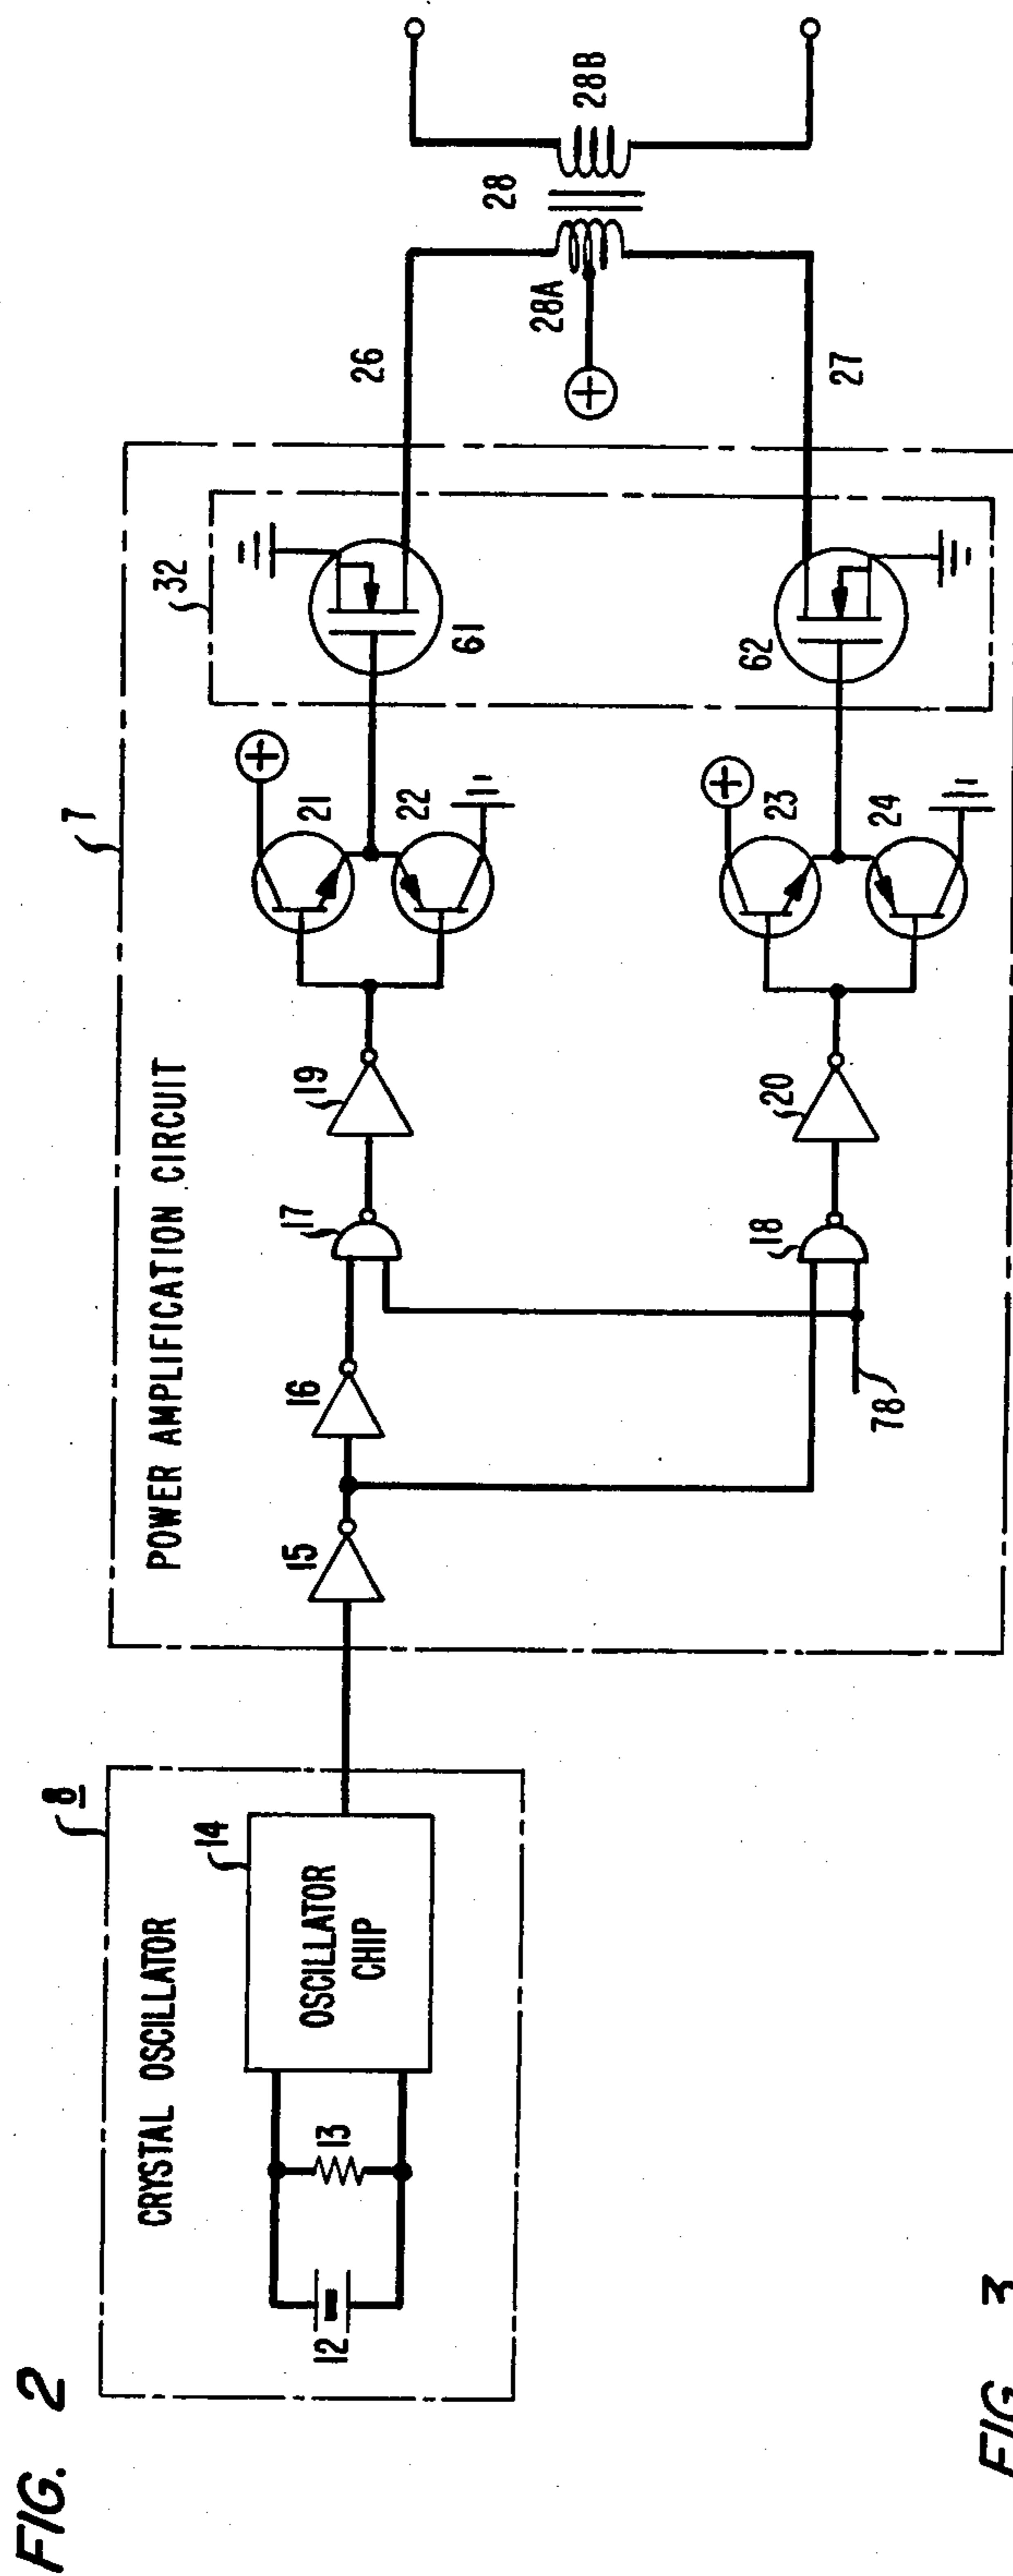 FIG. 2
8
CRYSTAL OSCILLATOR
14
OSCILLATOR
CHIP
12
13
7
POWER AMPLIFICATION CIRCUIT
15
16
17
18
78
19
20
21
22
23
24
32
61
62
26
27
28A
28
28B
FIG. 3